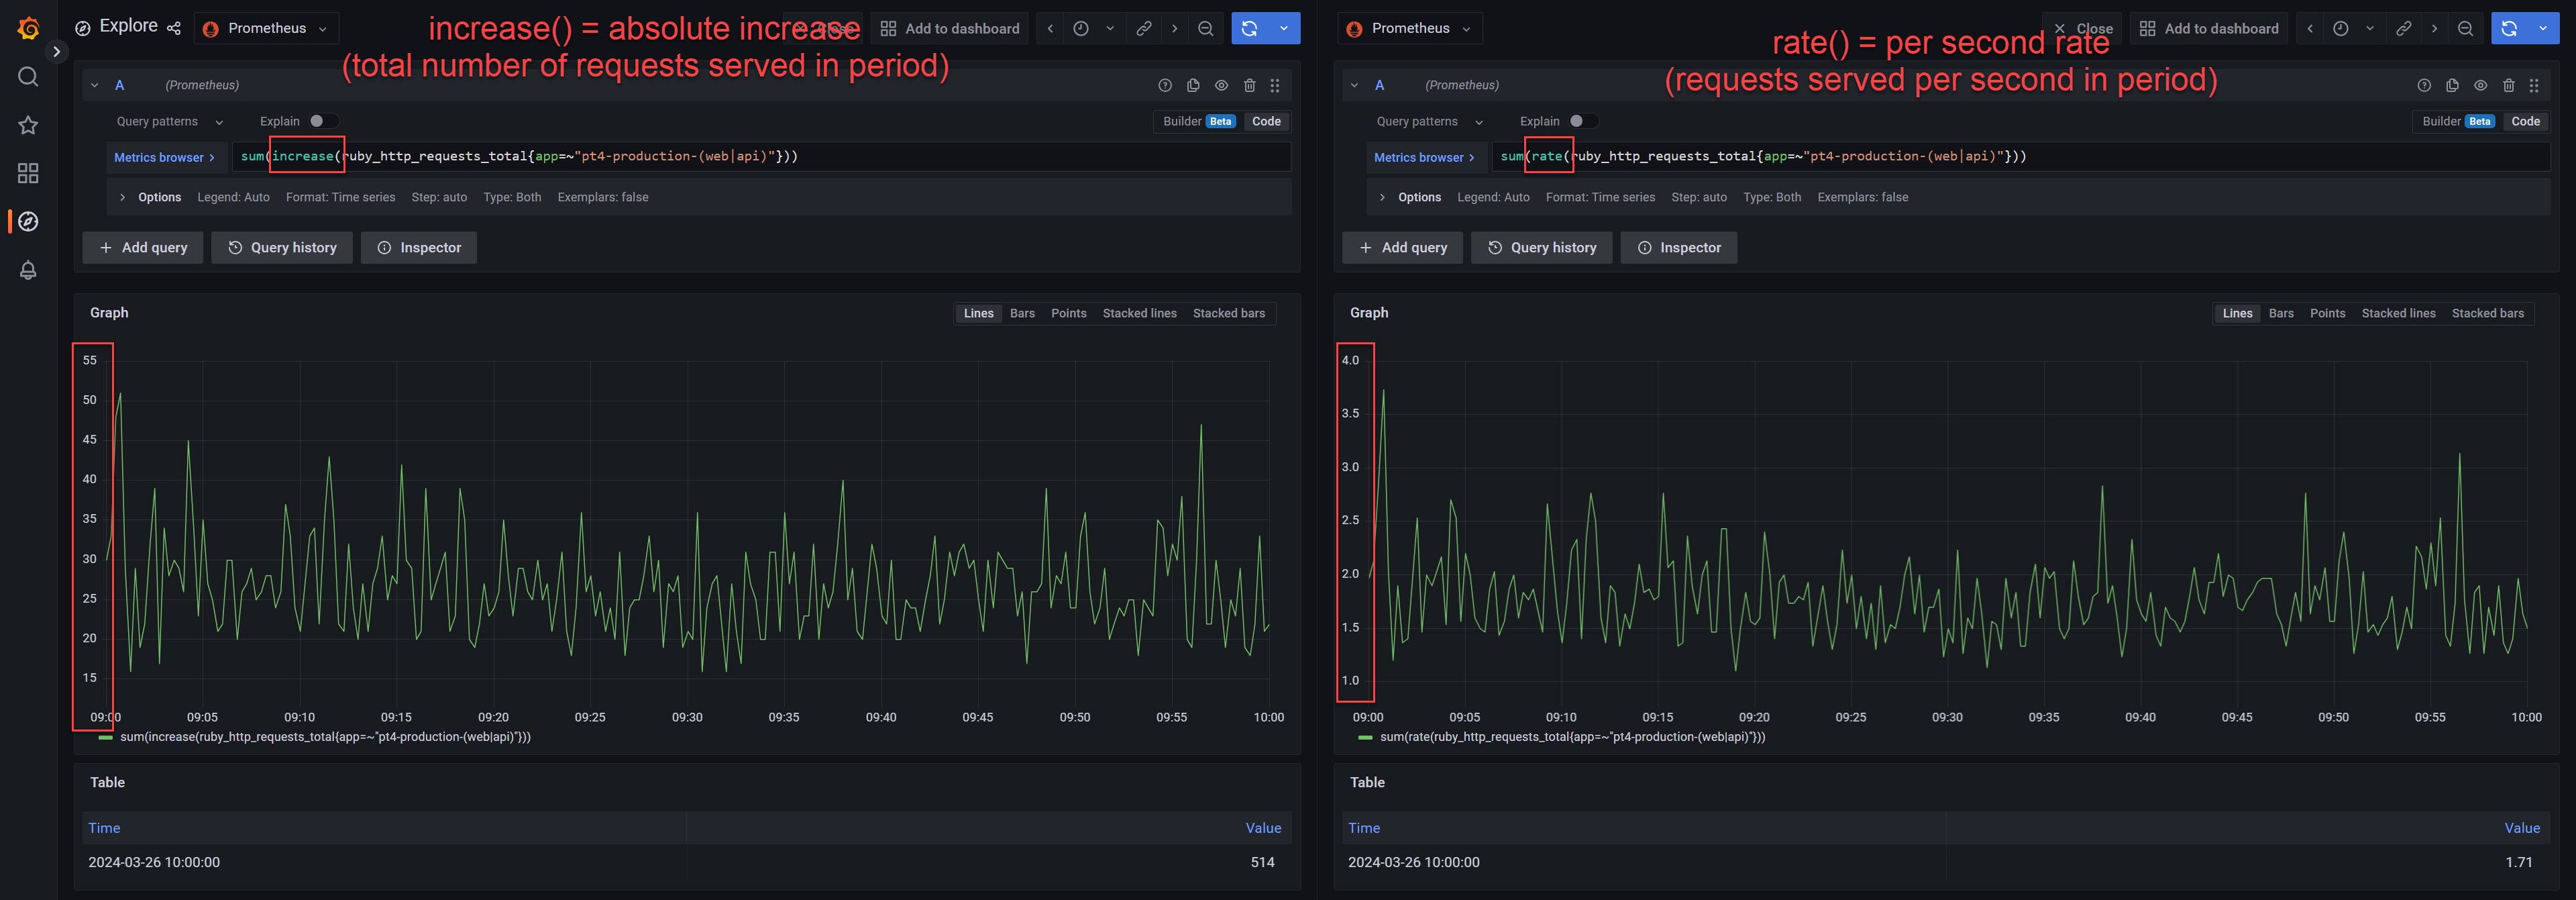 Explore
Prometheus
increase() = absolute increase
(total number of requests served in period)
Add to dashboard
A (Prometheus)
Query patterns
Explain
Builder Beta Code
Metrics browser >
sum(increase(ruby_http_requests_total{app=~"pt4-production-(web|api)"}))
> Options Legend: Auto Format: Time series Step: auto Type: Both Exemplars: false
+ Add query
Query history
Inspector
Graph
Lines Bars Points Stacked lines Stacked bars
55
50
45
40
35
30
25
20
15
09:00 09:05 09:10 09:15 09:20 09:25 09:30 09:35 09:40 09:45 09:50 09:55 10:00
sum(increase(ruby_http_requests_total{app=~"pt4-production-(web|api)"}))
Table
Time Value
2024-03-26 10:00:00 514
Prometheus
rate() = per second rate
(requests served per second in period)
Close
Add to dashboard
A (Prometheus)
Query patterns
Explain
Builder Beta Code
Metrics browser >
sum(rate(ruby_http_requests_total{app=~"pt4-production-(web|api)"}))
> Options Legend: Auto Format: Time series Step: auto Type: Both Exemplars: false
+ Add query
Query history
Inspector
Graph
Lines Bars Points Stacked lines Stacked bars
4.0
3.5
3.0
2.5
2.0
1.5
1.0
09:00 09:05 09:10 09:15 09:20 09:25 09:30 09:35 09:40 09:45 09:50 09:55 10:00
sum(rate(ruby_http_requests_total{app=~"pt4-production-(web|api)"}))
Table
Time Value
2024-03-26 10:00:00 1.71